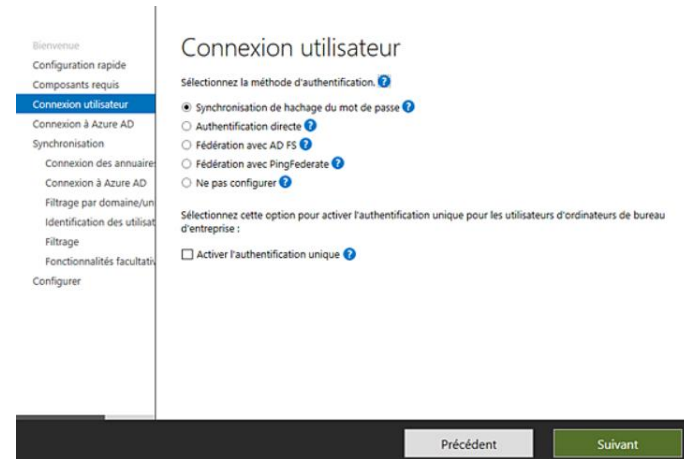 Bienvenue
Configuration rapide
Composants requis
Connexion utilisateur
Connexion à Azure AD
Synchronisation
Connexion des annuaire
Connexion à Azure AD
Filtrage par domaine/un
Identification des utilisat
Filtrage
Fonctionnalités facultativ
Configurer
Connexion utilisateur
Sélectionnez la méthode d'authentification. ?
Synchronisation de hachage du mot de passe ?
Authentification directe ?
Fédération avec AD FS ?
Fédération avec PingFederate ?
Ne pas configurer ?
Sélectionnez cette option pour activer l'authentification unique pour les utilisateurs d'ordinateurs de bureau
d'entreprise :
Activer l'authentification unique ?
Précédent
Suivant